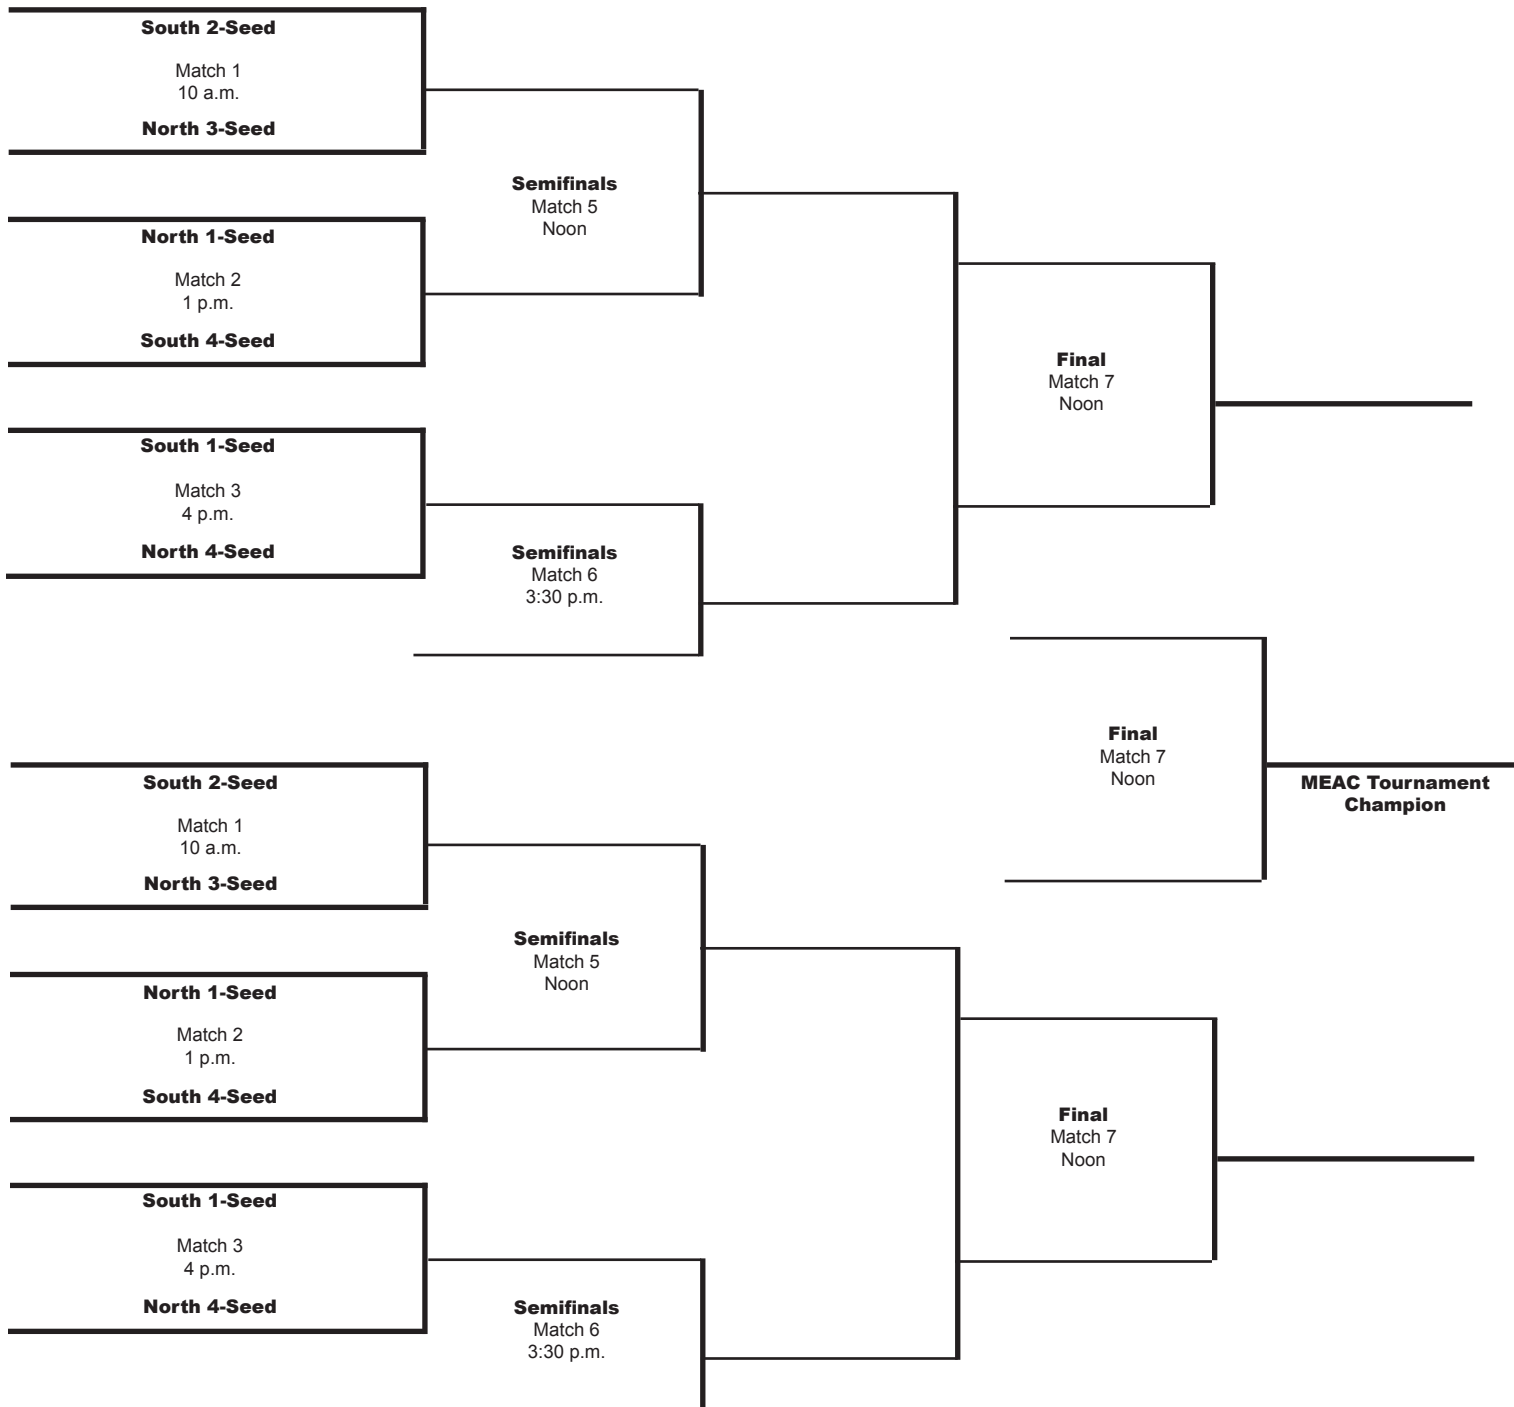 South 2-Seed
Match 1
10 a.m.
North 3-Seed
Semifinals
Match 5
Noon
North 1-Seed
Match 2
1 p.m.
South 4-Seed
Final
Match 7
Noon
South 1-Seed
Match 3
4 p.m.
North 4-Seed
Semifinals
Match 6
3:30 p.m.
Final
Match 7
Noon
MEAC Tournament
Champion
South 2-Seed
Match 1
10 a.m.
North 3-Seed
Semifinals
Match 5
Noon
North 1-Seed
Match 2
1 p.m.
South 4-Seed
Final
Match 7
Noon
South 1-Seed
Match 3
4 p.m.
North 4-Seed
Semifinals
Match 6
3:30 p.m.